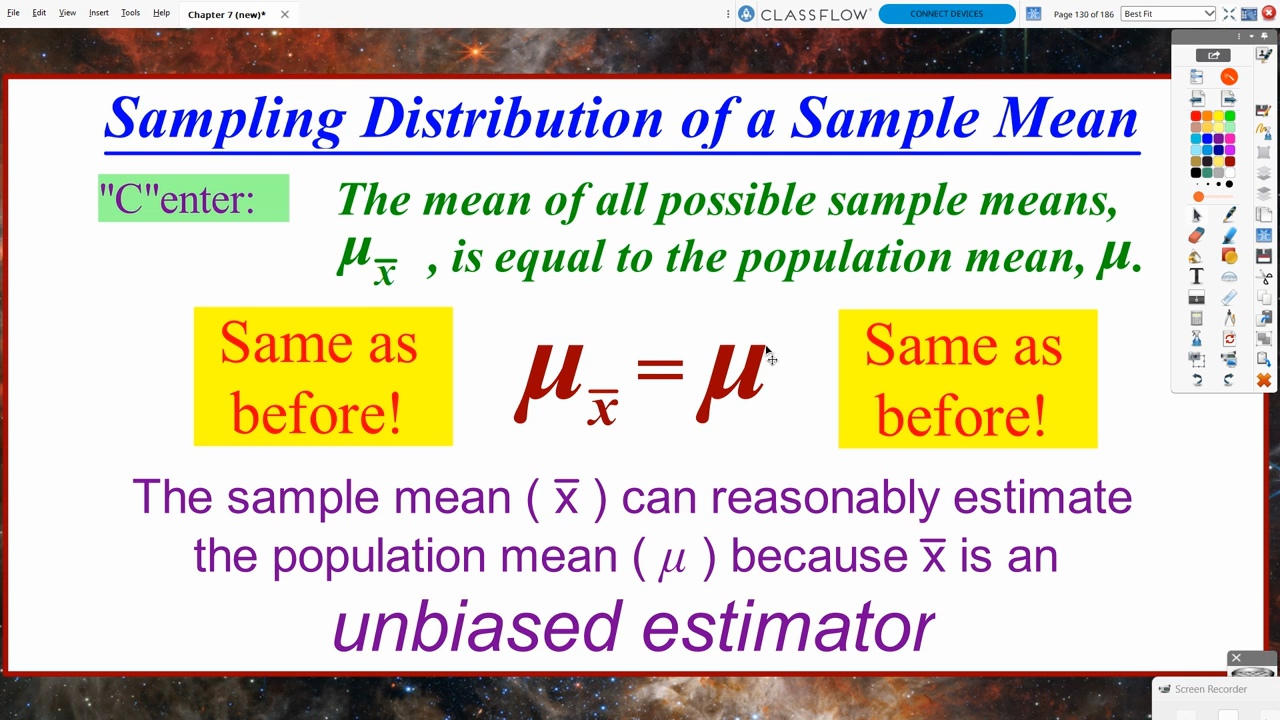 File Edit View Insert Tools Help
Chapter 7 (new)*
CLASSFLOW
CONNECT DEVICES
Page 130 of 186
Best Fit
Sampling Distribution of a Sample Mean
"C"enter:
The mean of all possible sample means,
μx̅ , is equal to the population mean, μ.
Same as
before!
μx̅ = μ
Same as
before!
The sample mean ( x̅ ) can reasonably estimate
the population mean ( μ ) because x̅ is an
unbiased estimator
Screen Recorder